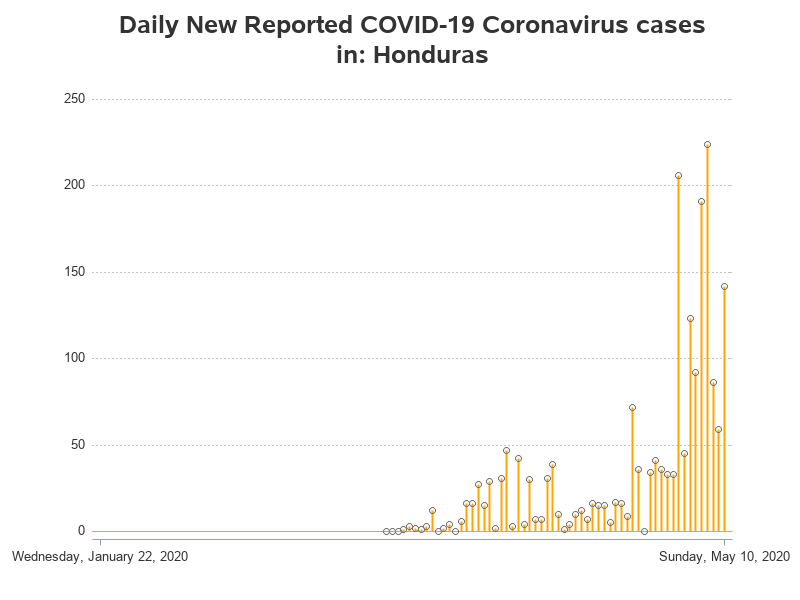 Daily New Reported COVID-19 Coronavirus cases
in: Honduras
250
200
150
100
50
0
Wednesday, January 22, 2020 Sunday, May 10, 2020